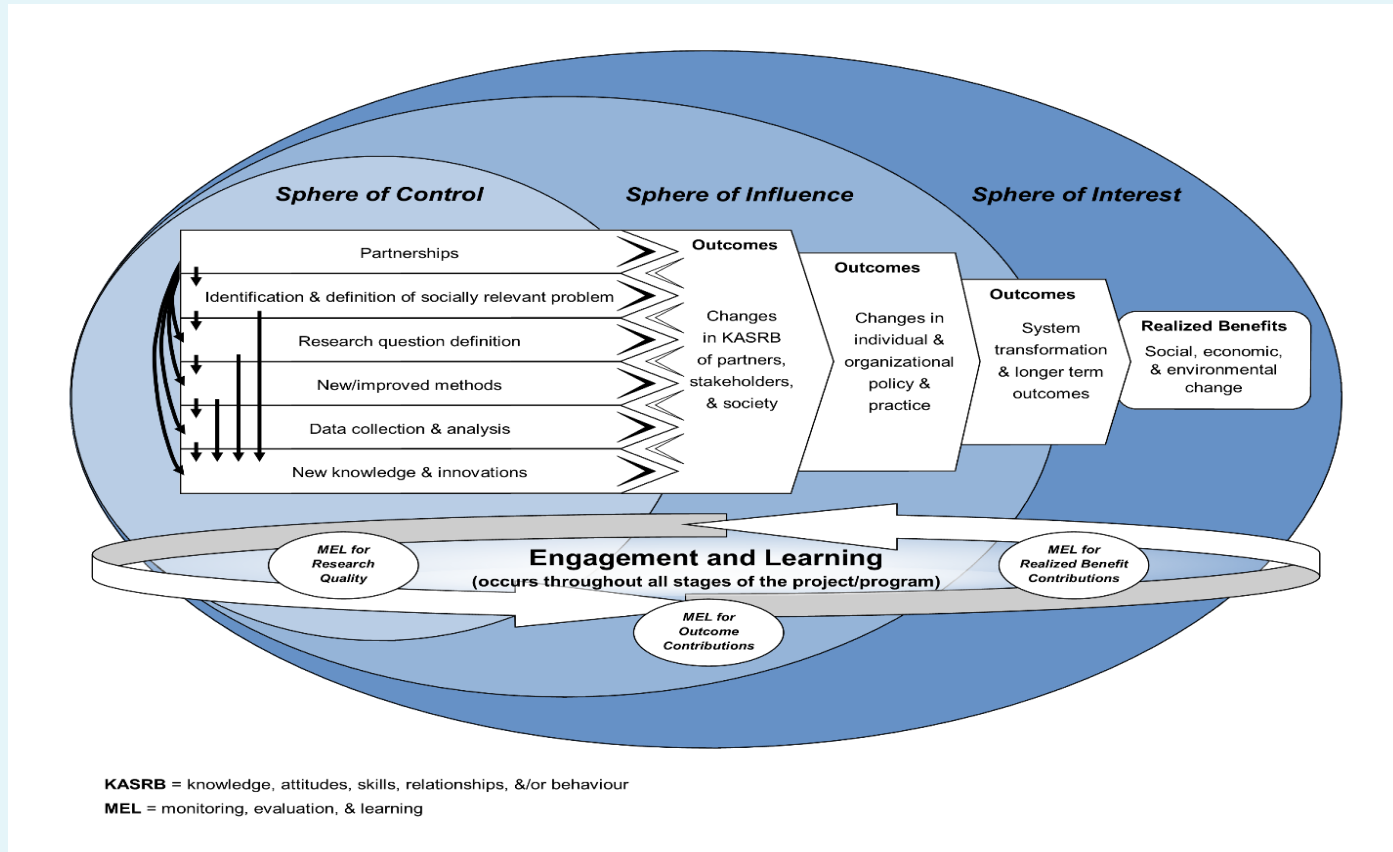 Sphere of Control
Sphere of Influence
Sphere of Interest
Partnerships
Identification & definition of socially relevant problem
Research question definition
New/improved methods
Data collection & analysis
New knowledge & innovations
Outcomes
Changes
in KASRB
of partners,
stakeholders,
& society
Outcomes
Changes in
individual &
organizational
policy &
practice
Outcomes
System
transformation
& longer term
outcomes
Realized Benefits
Social, economic,
& environmental
change
MEL for
Research
Quality
Engagement and Learning
(occurs throughout all stages of the project/program)
MEL for
Outcome
Contributions
MEL for
Realized Benefit
Contributions
KASRB = knowledge, attitudes, skills, relationships, &/or behaviour
MEL = monitoring, evaluation, & learning